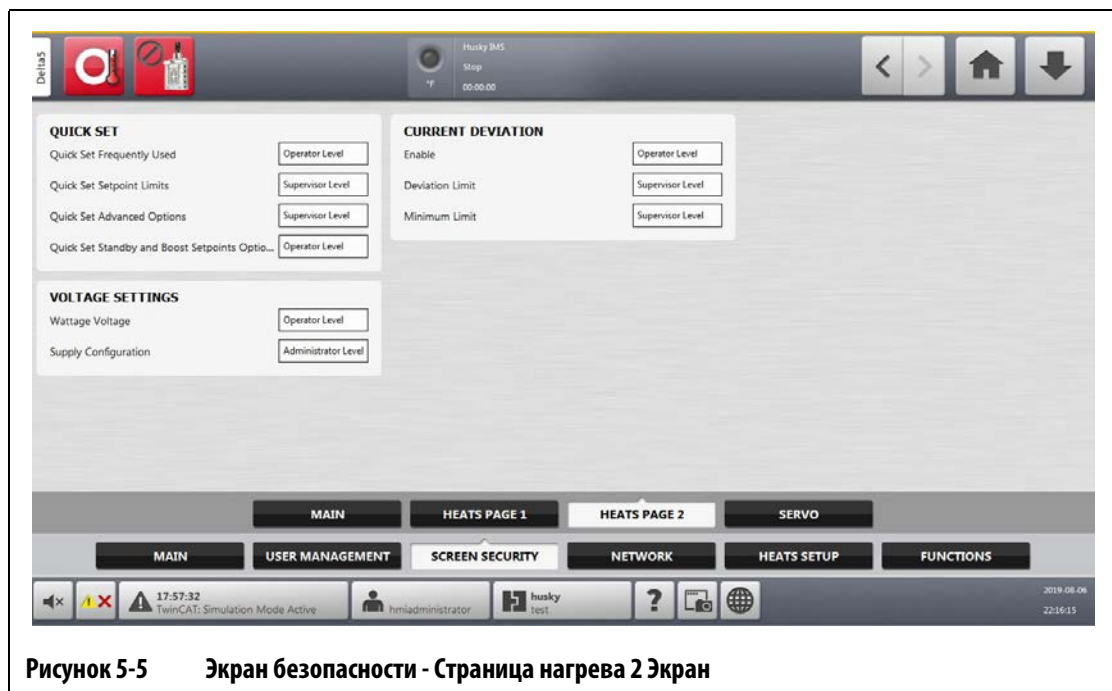 Delta5
Husky IMS
Stop
°F
00:00:00
QUICK SET
Quick Set Frequently Used
Operator Level
Quick Set Setpoint Limits
Supervisor Level
Quick Set Advanced Options
Supervisor Level
Quick Set Standby and Boost Setpoints Optio...
Operator Level
CURRENT DEVIATION
Enable
Operator Level
Deviation Limit
Supervisor Level
Minimum Limit
Supervisor Level
VOLTAGE SETTINGS
Wattage Voltage
Operator Level
Supply Configuration
Administrator Level
MAIN
HEATS PAGE 1
HEATS PAGE 2
SERVO
MAIN
USER MANAGEMENT
SCREEN SECURITY
NETWORK
HEATS SETUP
FUNCTIONS
17:57:32
TwinCAT: Simulation Mode Active
hmiadministrator
husky
test
?
2019-08-06
22:16:15
Рисунок 5-5 Экран безопасности - Страница нагрева 2 Экран